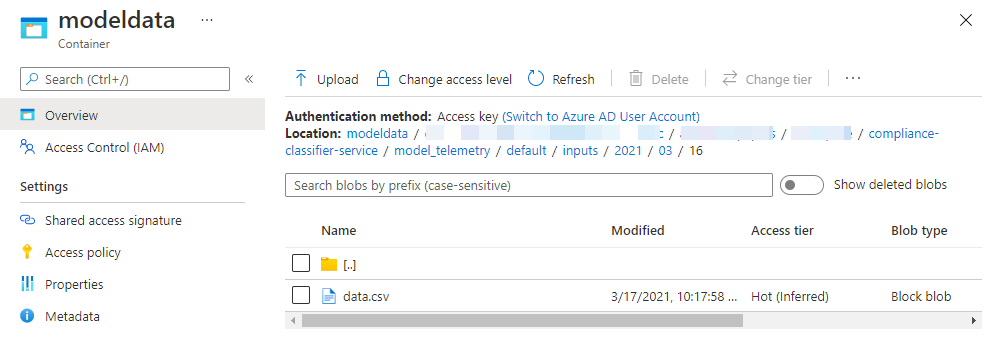 modeldata ...
Container
Search (Ctrl+/) «
Overview
Access Control (IAM)
Settings
Shared access signature
Access policy
Properties
Metadata
Upload Change access level Refresh Delete Change tier ...
Authentication method: Access key (Switch to Azure AD User Account)
Location: modeldata / / / / compliance-
classifier-service / model_telemetry / default / inputs / 2021 / 03 / 16
Search blobs by prefix (case-sensitive) Show deleted blobs
Name Modified Access tier Blob type
[..]
data.csv 3/17/2021, 10:17:58 ... Hot (Inferred) Block blob